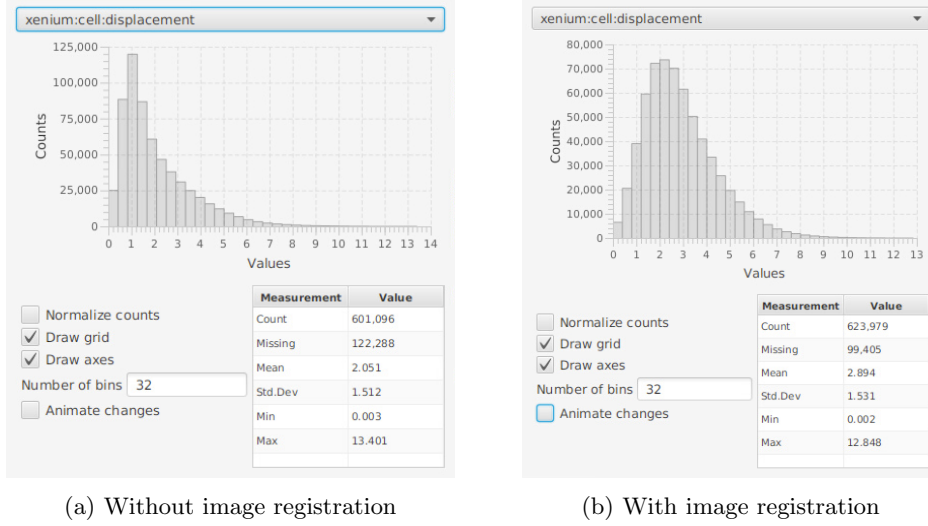 xenium:cell:displacement
125,000
100,000
75,000
50,000
25,000
0
Counts
0 1 2 3 4 5 6 7 8 9 10 11 12 13 14
Values
Normalize counts
Draw grid
Draw axes
Number of bins 32
Animate changes
Measurement Value
Count 601,096
Missing 122,288
Mean 2.051
Std.Dev 1.512
Min 0.003
Max 13.401
(a) Without image registration
xenium:cell:displacement
80,000
70,000
60,000
50,000
40,000
30,000
20,000
10,000
0
Counts
0 1 2 3 4 5 6 7 8 9 10 11 12 13
Values
Normalize counts
Draw grid
Draw axes
Number of bins 32
Animate changes
Measurement Value
Count 623,979
Missing 99,405
Mean 2.894
Std.Dev 1.531
Min 0.002
Max 12.848
(b) With image registration